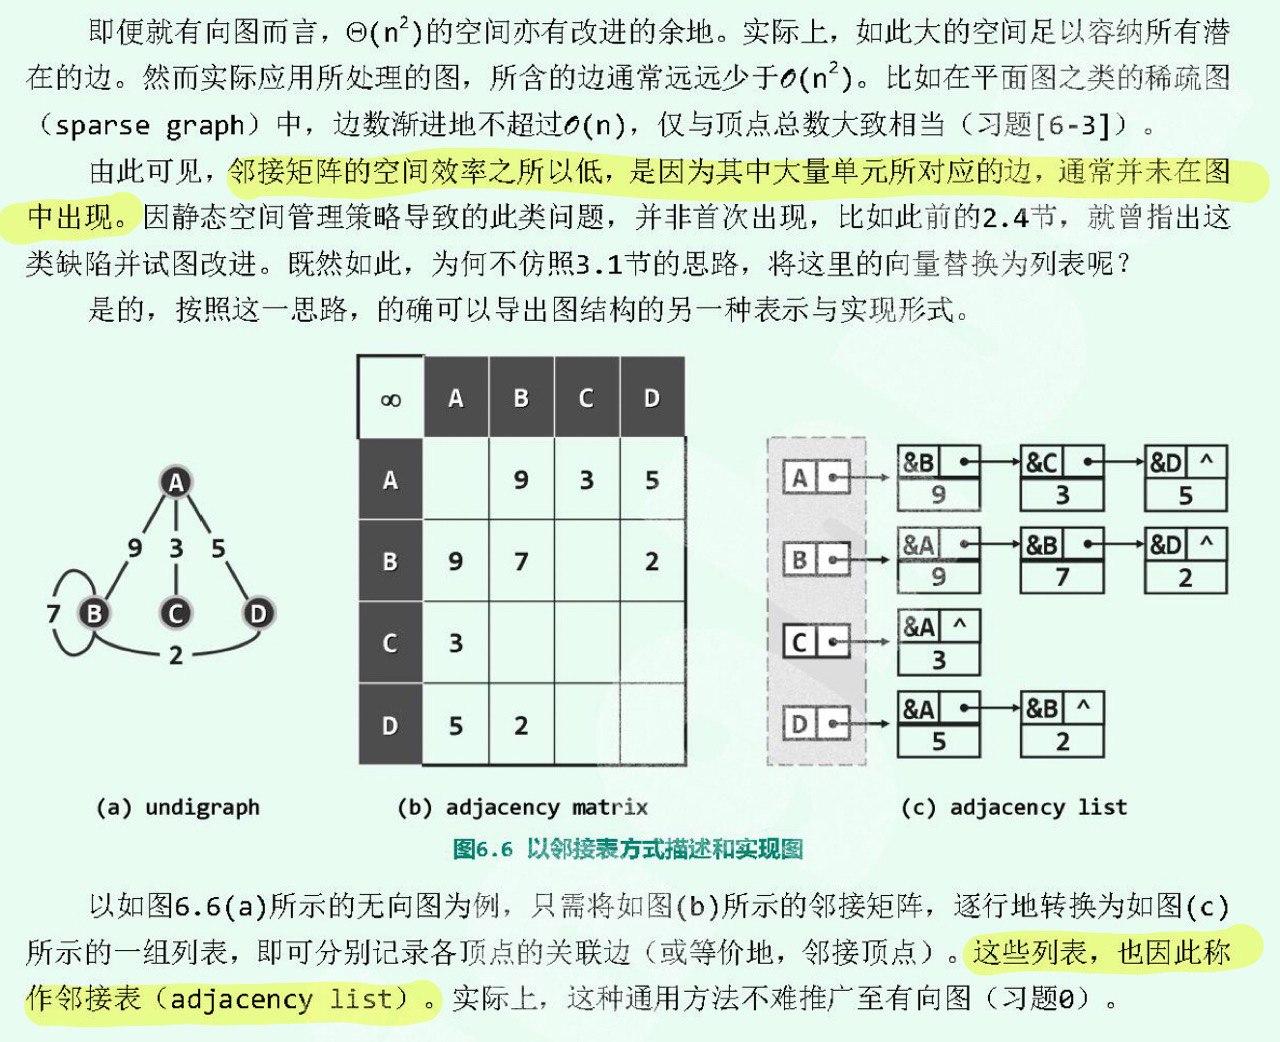 即便就有向图而言，Θ(n²)的空间亦有改进的余地。实际上，如此大的空间足以容纳所有潜
在的边。然而实际应用所处理的图，所含的边通常远远少于𝒪(n²)。比如在平面图之类的稀疏图
（sparse graph）中，边数渐进地不超过𝒪(n)，仅与顶点总数大致相当（习题[6-3]）。
由此可见，邻接矩阵的空间效率之所以低，是因为其中大量单元所对应的边，通常并未在图
中出现。因静态空间管理策略导致的此类问题，并非首次出现，比如此前的2.4节，就曾指出这
类缺陷并试图改进。既然如此，为何不仿照3.1节的思路，将这里的向量替换为列表呢？
是的，按照这一思路，的确可以导出图结构的另一种表示与实现形式。
A
9 3 5
7 B C D
2
∞ A B C D
A 9 3 5
B 9 7 2
C 3
D 5 2
A &B &C &D ^
9 3 5
B &A &B &D ^
9 7 2
C &A ^
3
D &A &B ^
5 2
(a) undigraph (b) adjacency matrix (c) adjacency list
图6.6 以邻接表方式描述和实现图
以如图6.6(a)所示的无向图为例，只需将如图(b)所示的邻接矩阵，逐行地转换为如图(c)
所示的一组列表，即可分别记录各顶点的关联边（或等价地，邻接顶点）。这些列表，也因此称
作邻接表（adjacency list）。实际上，这种通用方法不难推广至有向图（习题0）。